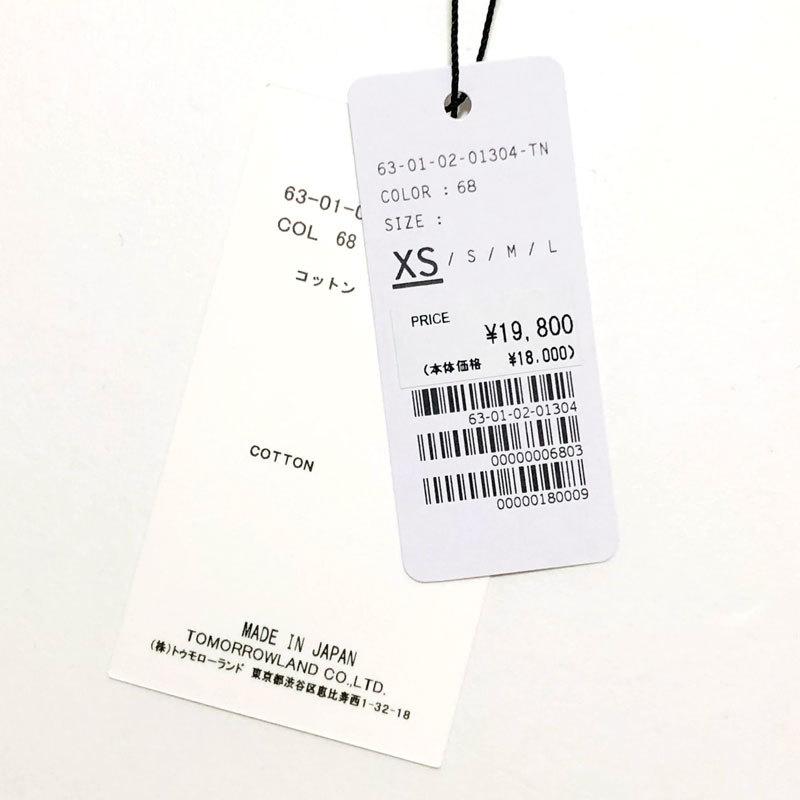 63-01-02-01304-TN
COLOR : 68
SIZE :
XS / S / M / L
PRICE
¥19,800
(本体価格 ¥18.000)
63-01-02-01304
00000006803
00000180009
63-01-0
COL 68
コットン
COTTON
MADE IN JAPAN
TOMORROWLAND CO.,LTD.
(株)トゥモローランド 東京都渋谷区恵比寿西1-32-18